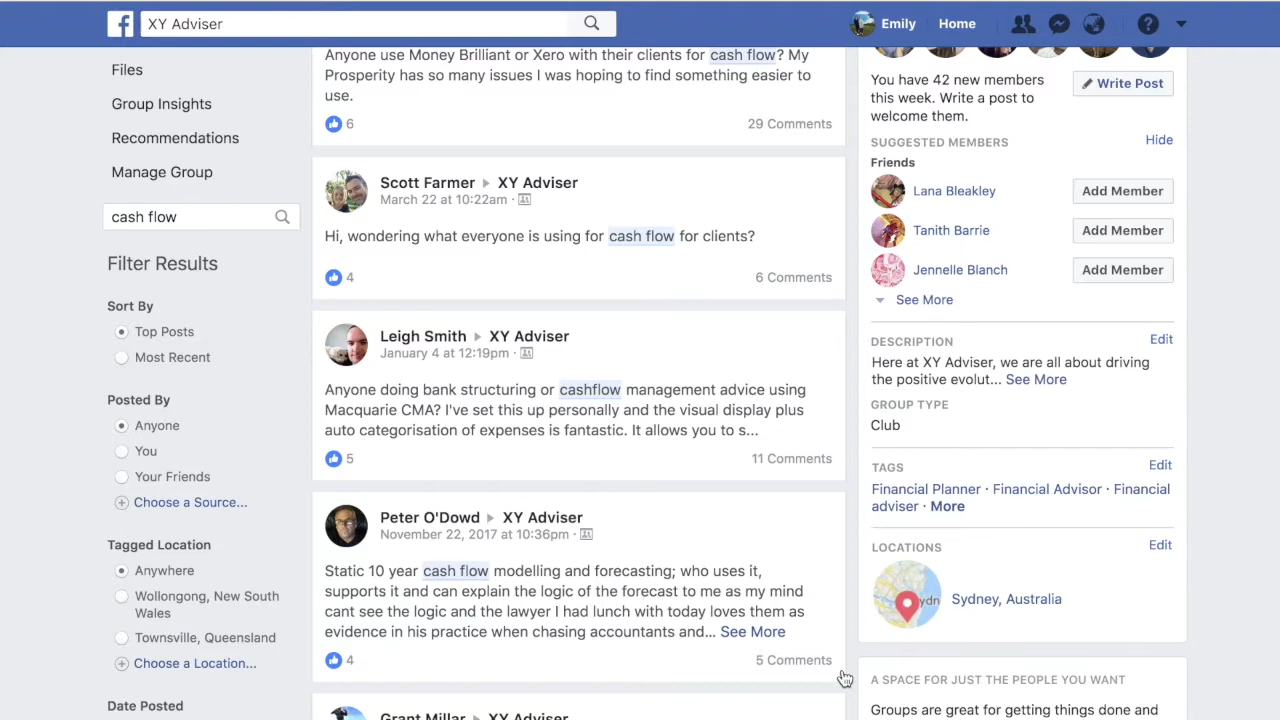 XY Adviser
Emily
Home
Files
Group Insights
Recommendations
Manage Group
cash flow
Filter Results
Sort By
Top Posts
Most Recent
Posted By
Anyone
You
Your Friends
Choose a Source...
Tagged Location
Anywhere
Wollongong, New South
Wales
Townsville, Queensland
Choose a Location...
Date Posted
Anyone use Money Brilliant or Xero with their clients for cash flow? My
Prosperity has so many issues I was hoping to find something easier to
use.
6
29 Comments
Scott Farmer ▸ XY Adviser
March 22 at 10:22am ·
Hi, wondering what everyone is using for cash flow for clients?
4
6 Comments
Leigh Smith ▸ XY Adviser
January 4 at 12:19pm ·
Anyone doing bank structuring or cashflow management advice using
Macquarie CMA? I've set this up personally and the visual display plus
auto categorisation of expenses is fantastic. It allows you to s...
5
11 Comments
Peter O'Dowd ▸ XY Adviser
November 22, 2017 at 10:36pm ·
Static 10 year cash flow modelling and forecasting; who uses it,
supports it and can explain the logic of the forecast to me as my mind
cant see the logic and the lawyer I had lunch with today loves them as
evidence in his practice when chasing accountants and... See More
4
5 Comments
Grant Millar ▸ XY Adviser
You have 42 new members
this week. Write a post to
welcome them.
Write Post
SUGGESTED MEMBERS
Hide
Friends
Lana Bleakley
Add Member
Tanith Barrie
Add Member
Jennelle Blanch
Add Member
See More
DESCRIPTION
Edit
Here at XY Adviser, we are all about driving
the positive evolut... See More
GROUP TYPE
Club
TAGS
Edit
Financial Planner · Financial Advisor · Financial
adviser · More
LOCATIONS
Edit
Sydney, Australia
A SPACE FOR JUST THE PEOPLE YOU WANT
Groups are great for getting things done and